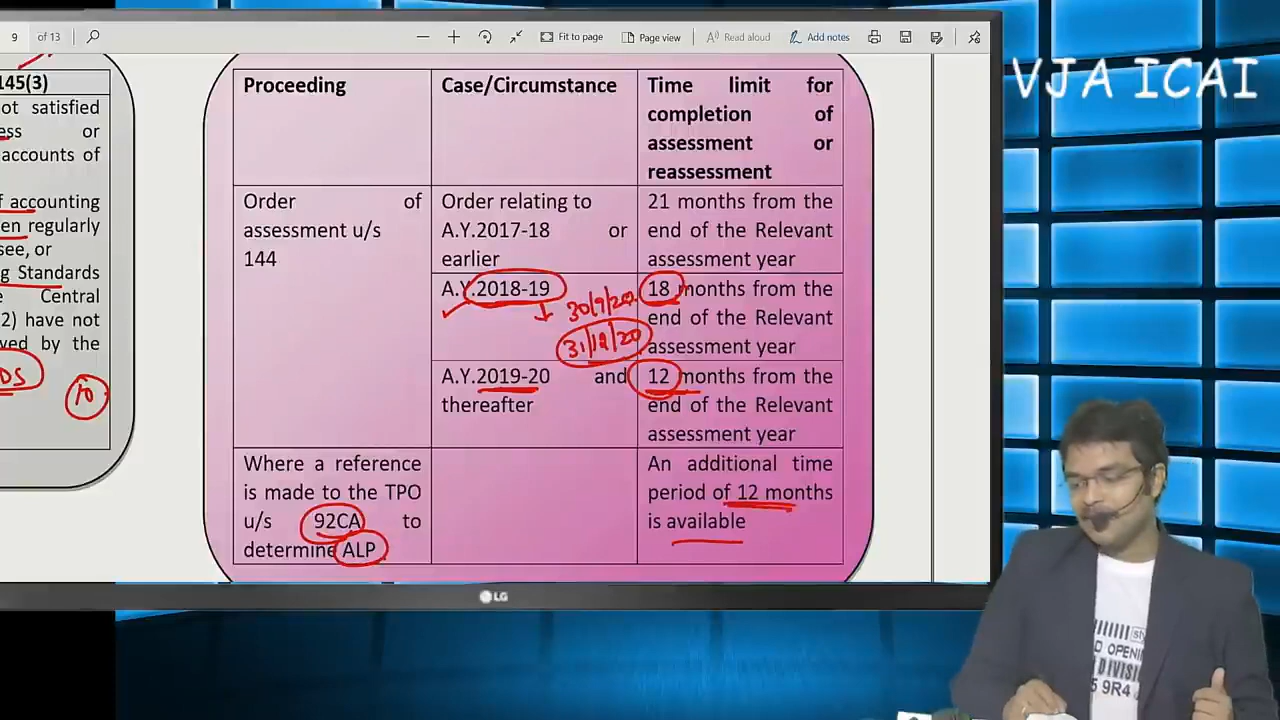 9 of 13
Fit to page
Page view
Read aloud
Add notes
VJA ICAI
145(3)
not satisfied
ess or
accounts of
f accounting
en regularly
see, or
g Standards
Central
2) have not
ved by the
DS
10
Proceeding
Case/Circumstance
Time limit for
completion of
assessment or
reassessment
Order of
assessment u/s
144
Order relating to
A.Y.2017-18 or
earlier
21 months from the
end of the Relevant
assessment year
A.Y.2018-19
30/9/20
31/12/20
18 months from the
end of the Relevant
assessment year
A.Y.2019-20 and
thereafter
12 months from the
end of the Relevant
assessment year
Where a reference
is made to the TPO
u/s 92CA to
determine ALP
An additional time
period of 12 months
is available
LG
D OPENI
DIVISI
5 9R4